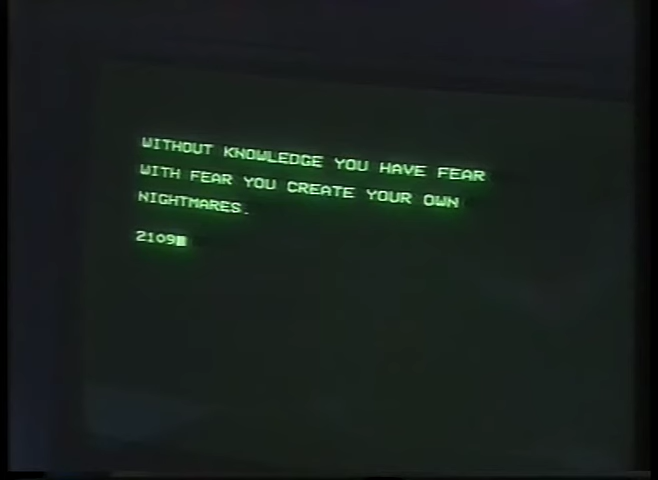 WITHOUT KNOWLEDGE YOU HAVE FEAR
WITH FEAR YOU CREATE YOUR OWN
NIGHTMARES.
2109